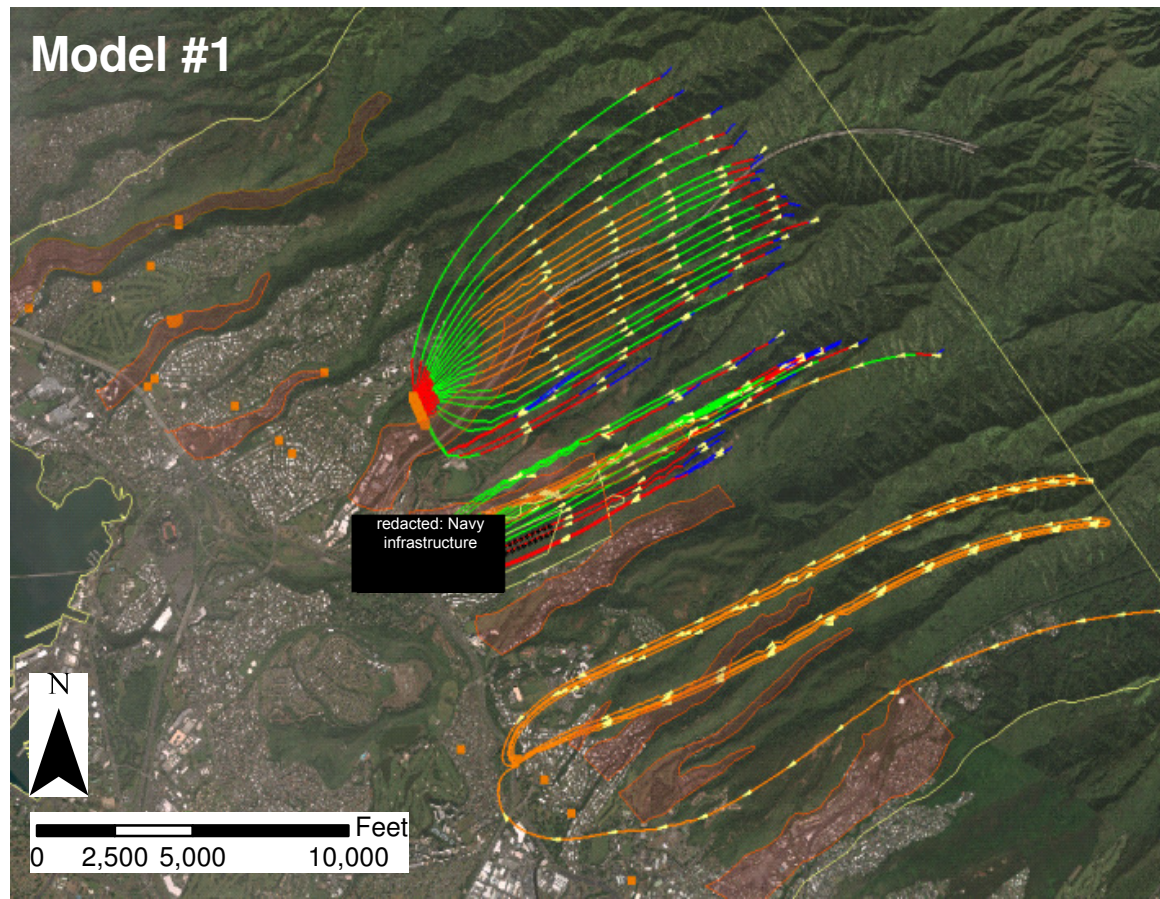 Model #1
redacted: Navy
infrastructure
N
Feet
0 2,500 5,000 10,000